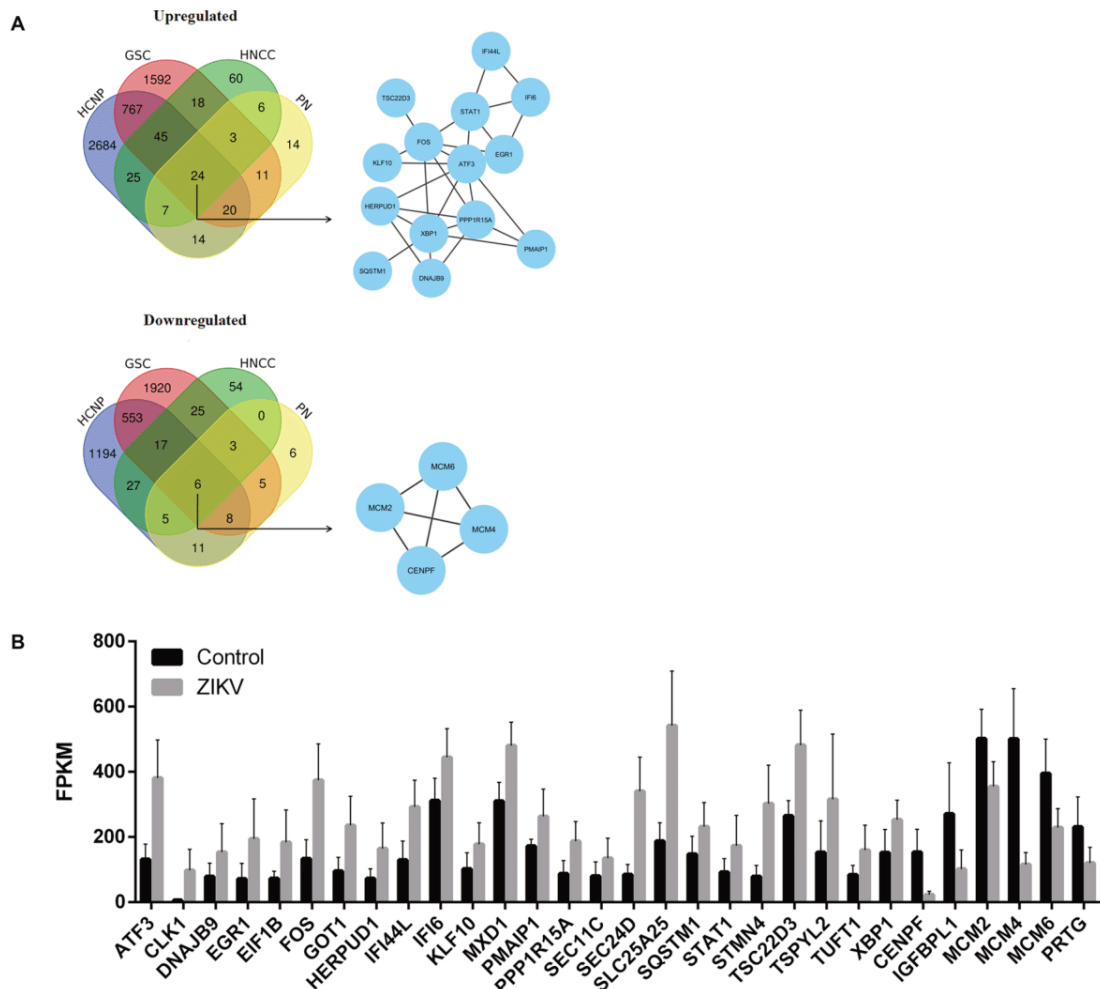 A
Upregulated
GSC
HNCC
HCNP
PN
1592
60
767
18
6
2684
45
3
14
25
24
11
7
20
14
IFI44L
TSC22D3
IFI6
STAT1
FOS
EGR1
KLF10
ATF3
HERPUD1
PPP1R15A
XBP1
PMAIP1
SQSTM1
DNAJB9
Downregulated
GSC
HNCC
HCNP
PN
1920
54
553
25
0
1194
17
3
6
27
6
5
5
8
11
MCM6
MCM2
MCM4
CENPF
B
Control
ZIKV
FPKM
800
600
400
200
0
ATF3
CLK1
DNAJB9
EGR1
EIF1B
FOS
GOT1
HERPUD1
IFI44L
IFI6
KLF10
MXD1
PMAIP1
PPP1R15A
SEC11C
SEC24D
SLC25A25
SQSTM1
STAT1
STMN4
TSC22D3
TSPYL2
TUFT1
XBP1
CENPF
IGFBPL1
MCM2
MCM4
MCM6
PRTG